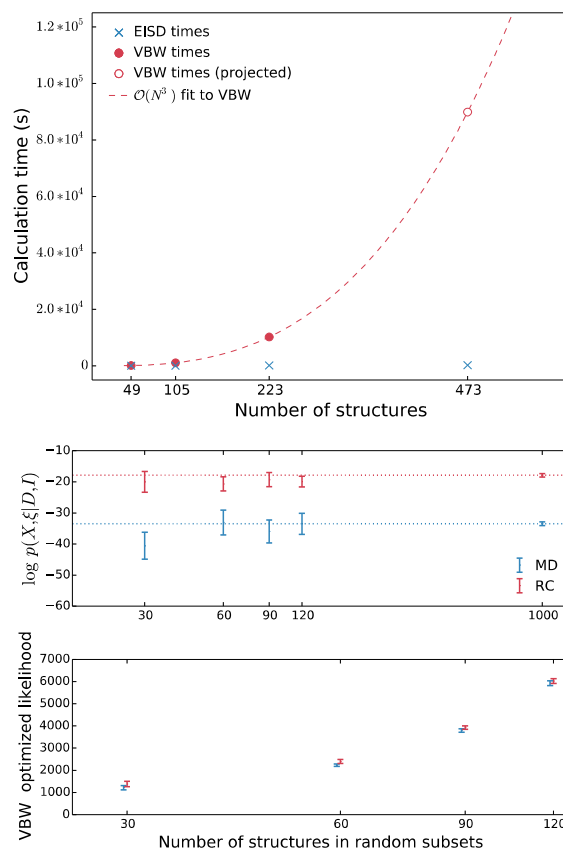 EISD times
VBW times
VBW times (projected)
𝒪(N³) fit to VBW
Calculation time (s)
1.2*10⁵
1.0*10⁵
8.0*10⁴
6.0*10⁴
4.0*10⁴
2.0*10⁴
0
49 105 223 473
Number of structures
log p(X,ξ|D,I)
−10
−20
−30
−40
−50
−60
MD
RC
30 60 90 120 1000
VBW optimized likelihood
7000
6000
5000
4000
3000
2000
1000
0
30 60 90 120
Number of structures in random subsets